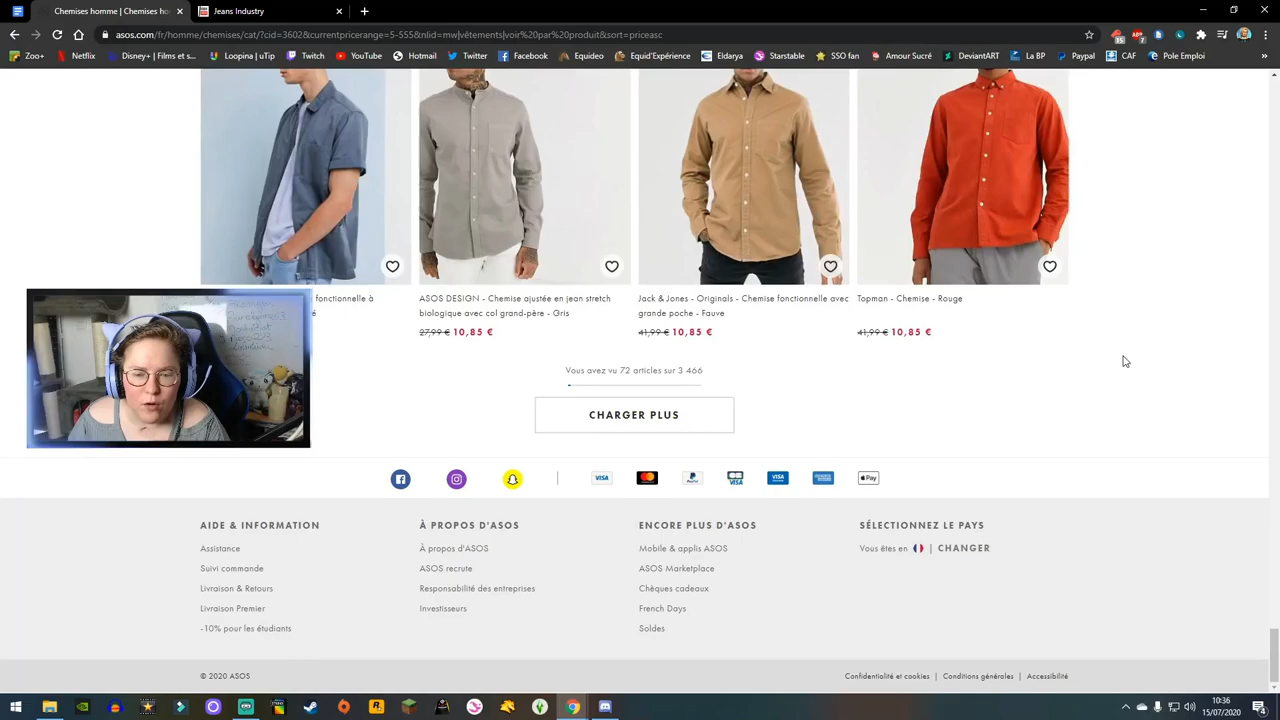 Chemises homme | Chemises ho
Jeans Industry
asos.com/fr/homme/chemises/cat/?cid=3602&currentpricerange=5-555&nlid=mw|vêtements|voir%20par%20produit&sort=priceasc
Zoo
Netflix
Disney+ | Films et s...
Loopina | uTip
Twitch
YouTube
Twitter
Facebook
Equideo
Equid'Expérience
Eldarya
Starstable
SSO fan
Amour Sucré
DeviantART
La BP
Paypal
CAF
Pole Emploi
fonctionnelle à
ASOS DESIGN - Chemise ajustée en jean stretch
biologique avec col grand-père - Gris
27,99 € 10,85 €
Jack & Jones - Originals - Chemise fonctionnelle avec
grande poche - Fauve
41,99 € 10,85 €
Topman - Chemise - Rouge
41,99 € 10,85 €
Vous avez vu 72 articles sur 3 466
CHARGER PLUS
VISA
PayPal
VISA
Pay
AIDE & INFORMATION
Assistance
Suivi commande
Livraison & Retours
Livraison Premier
-10% pour les étudiants
À PROPOS D'ASOS
À propos d'ASOS
ASOS recrute
Responsabilité des entreprises
Investisseurs
ENCORE PLUS D'ASOS
Mobile & applis ASOS
ASOS Marketplace
Chèques cadeaux
French Days
Soldes
SÉLECTIONNEZ LE PAYS
Vous êtes en | CHANGER
© 2020 ASOS
Confidentialité et cookies | Conditions générales | Accessibilité
10:36
15/07/2020